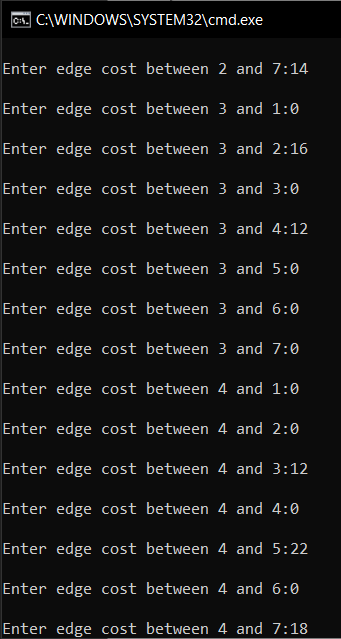 C:\WINDOWS\SYSTEM32\cmd.exe
Enter edge cost between 2 and 7:14
Enter edge cost between 3 and 1:0
Enter edge cost between 3 and 2:16
Enter edge cost between 3 and 3:0
Enter edge cost between 3 and 4:12
Enter edge cost between 3 and 5:0
Enter edge cost between 3 and 6:0
Enter edge cost between 3 and 7:0
Enter edge cost between 4 and 1:0
Enter edge cost between 4 and 2:0
Enter edge cost between 4 and 3:12
Enter edge cost between 4 and 4:0
Enter edge cost between 4 and 5:22
Enter edge cost between 4 and 6:0
Enter edge cost between 4 and 7:18